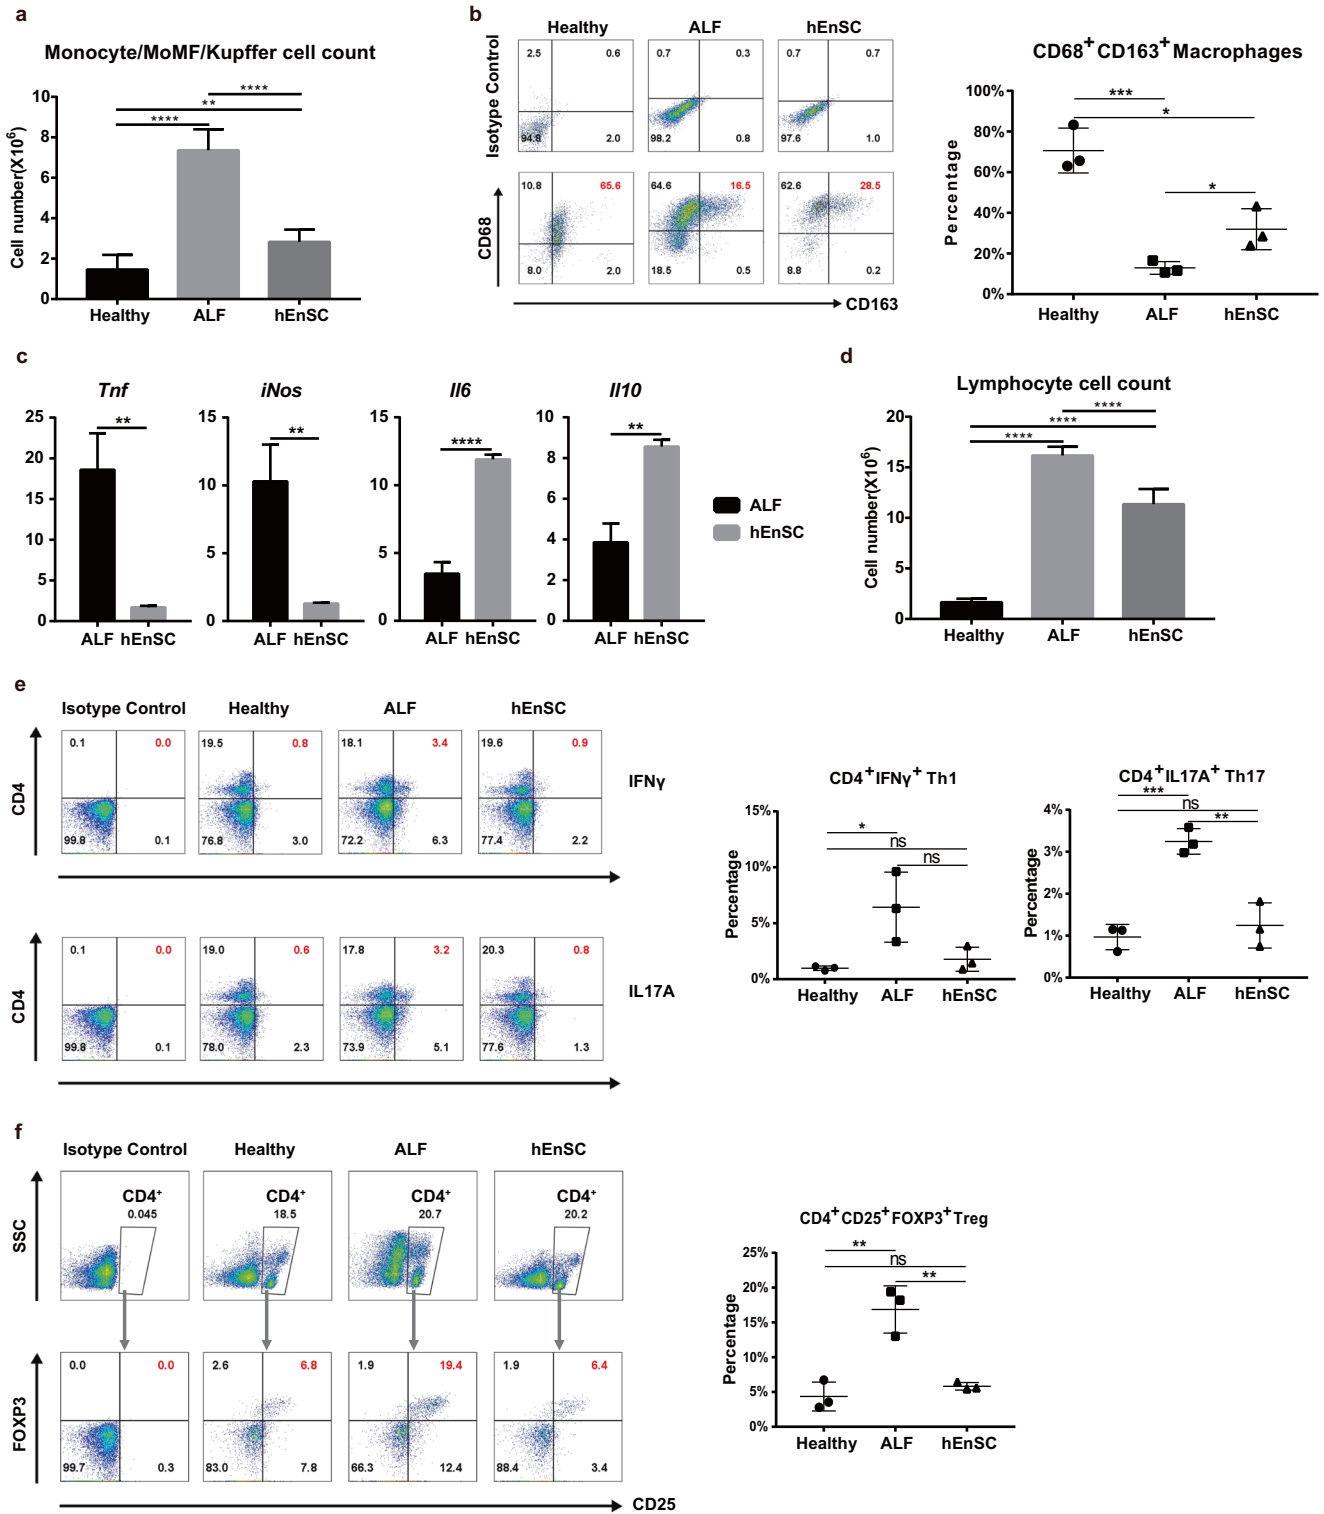 a
Monocyte/MoMF/Kupffer cell count
Cell number(X10⁶)
10
8
6
4
2
0
****
**
****
Healthy ALF hEnSC
b
Healthy ALF hEnSC
Isotype Control
2.5 0.6 0.7 0.3 0.7 0.7
94.8 2.0 98.2 0.8 97.6 1.0
CD68
10.8 65.6 64.6 16.5 62.6 28.5
8.0 2.0 18.5 0.5 8.8 0.2
CD163
CD68⁺CD163⁺Macrophages
Percentage
100%
80%
60%
40%
20%
0%
***
*
*
Healthy ALF hEnSC
c
Tnf
25
20
15
10
5
0
**
ALF hEnSC
iNos
15
10
5
0
**
ALF hEnSC
Il6
15
10
5
0
****
ALF hEnSC
Il10
10
8
6
4
2
0
**
ALF hEnSC
ALF
hEnSC
d
Lymphocyte cell count
Cell number(X10⁶)
20
15
10
5
0
****
****
****
Healthy ALF hEnSC
e
Isotype Control Healthy ALF hEnSC
CD4
0.1 0.0 19.5 0.8 18.1 3.4 19.6 0.9
99.8 0.1 76.8 3.0 72.2 6.3 77.4 2.2
IFNγ
CD4
0.1 0.0 19.0 0.6 17.8 3.2 20.3 0.8
99.8 0.1 78.0 2.3 73.9 5.1 77.6 1.3
IL17A
CD4⁺IFNγ⁺ Th1
Percentage
15%
10%
5%
0%
*
ns
ns
Healthy ALF hEnSC
CD4⁺IL17A⁺ Th17
Percentage
4%
3%
2%
1%
0%
***
ns
**
Healthy ALF hEnSC
f
Isotype Control Healthy ALF hEnSC
SSC
CD4⁺ CD4⁺ CD4⁺ CD4⁺
0.045 18.5 20.7 20.2
FOXP3
0.0 0.0 2.6 6.8 1.9 19.4 1.9 6.4
99.7 0.3 83.0 7.8 66.3 12.4 88.4 3.4
CD25
CD4⁺CD25⁺FOXP3⁺Treg
Percentage
25%
20%
15%
10%
5%
0%
**
ns
**
Healthy ALF hEnSC